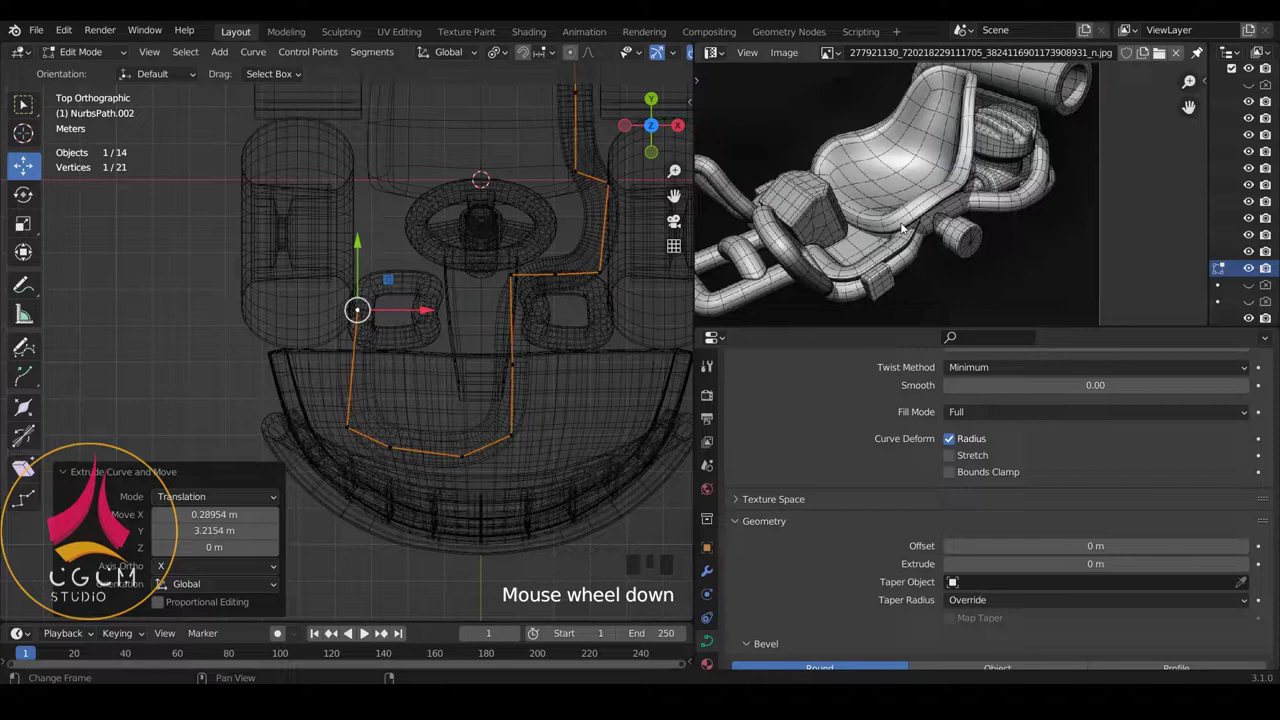 File Edit Render Window Help Layout Modeling Sculpting UV Editing Texture Paint Shading Animation Rendering Compositing Geometry Nodes Scripting Scene ViewLayer
Edit Mode View Select Add Curve Control Points Segments Global View Image 277921130_720218229111705_3824116901173908931_n.jpg
Orientation: Default Drag: Select Box
Top Orthographic
(1) NurbsPath.002
Meters
Objects 1/14
Vertices 1/21
Y
Z
X
Twist Method Minimum
Smooth 0.00
Fill Mode Full
Curve Deform Radius
Stretch
Bounds Clamp
Texture Space
Geometry
Offset 0 m
Extrude 0 m
Taper Object
Taper Radius Override
Map Taper
Bevel
Round Object Profile
Extrude Curve and Move
Mode Translation
Move X 0.28954 m
Y 3.2154 m
Z 0 m
Axis Ortho X
Global
Proportional Editing
CGCM
STUDIO
Mouse wheel down
Playback Keying View Marker 1 Start 1 End 250
1 20 40 60 80 100 120 140 160 180 200 220 240
Change Frame Pan View 3.1.0